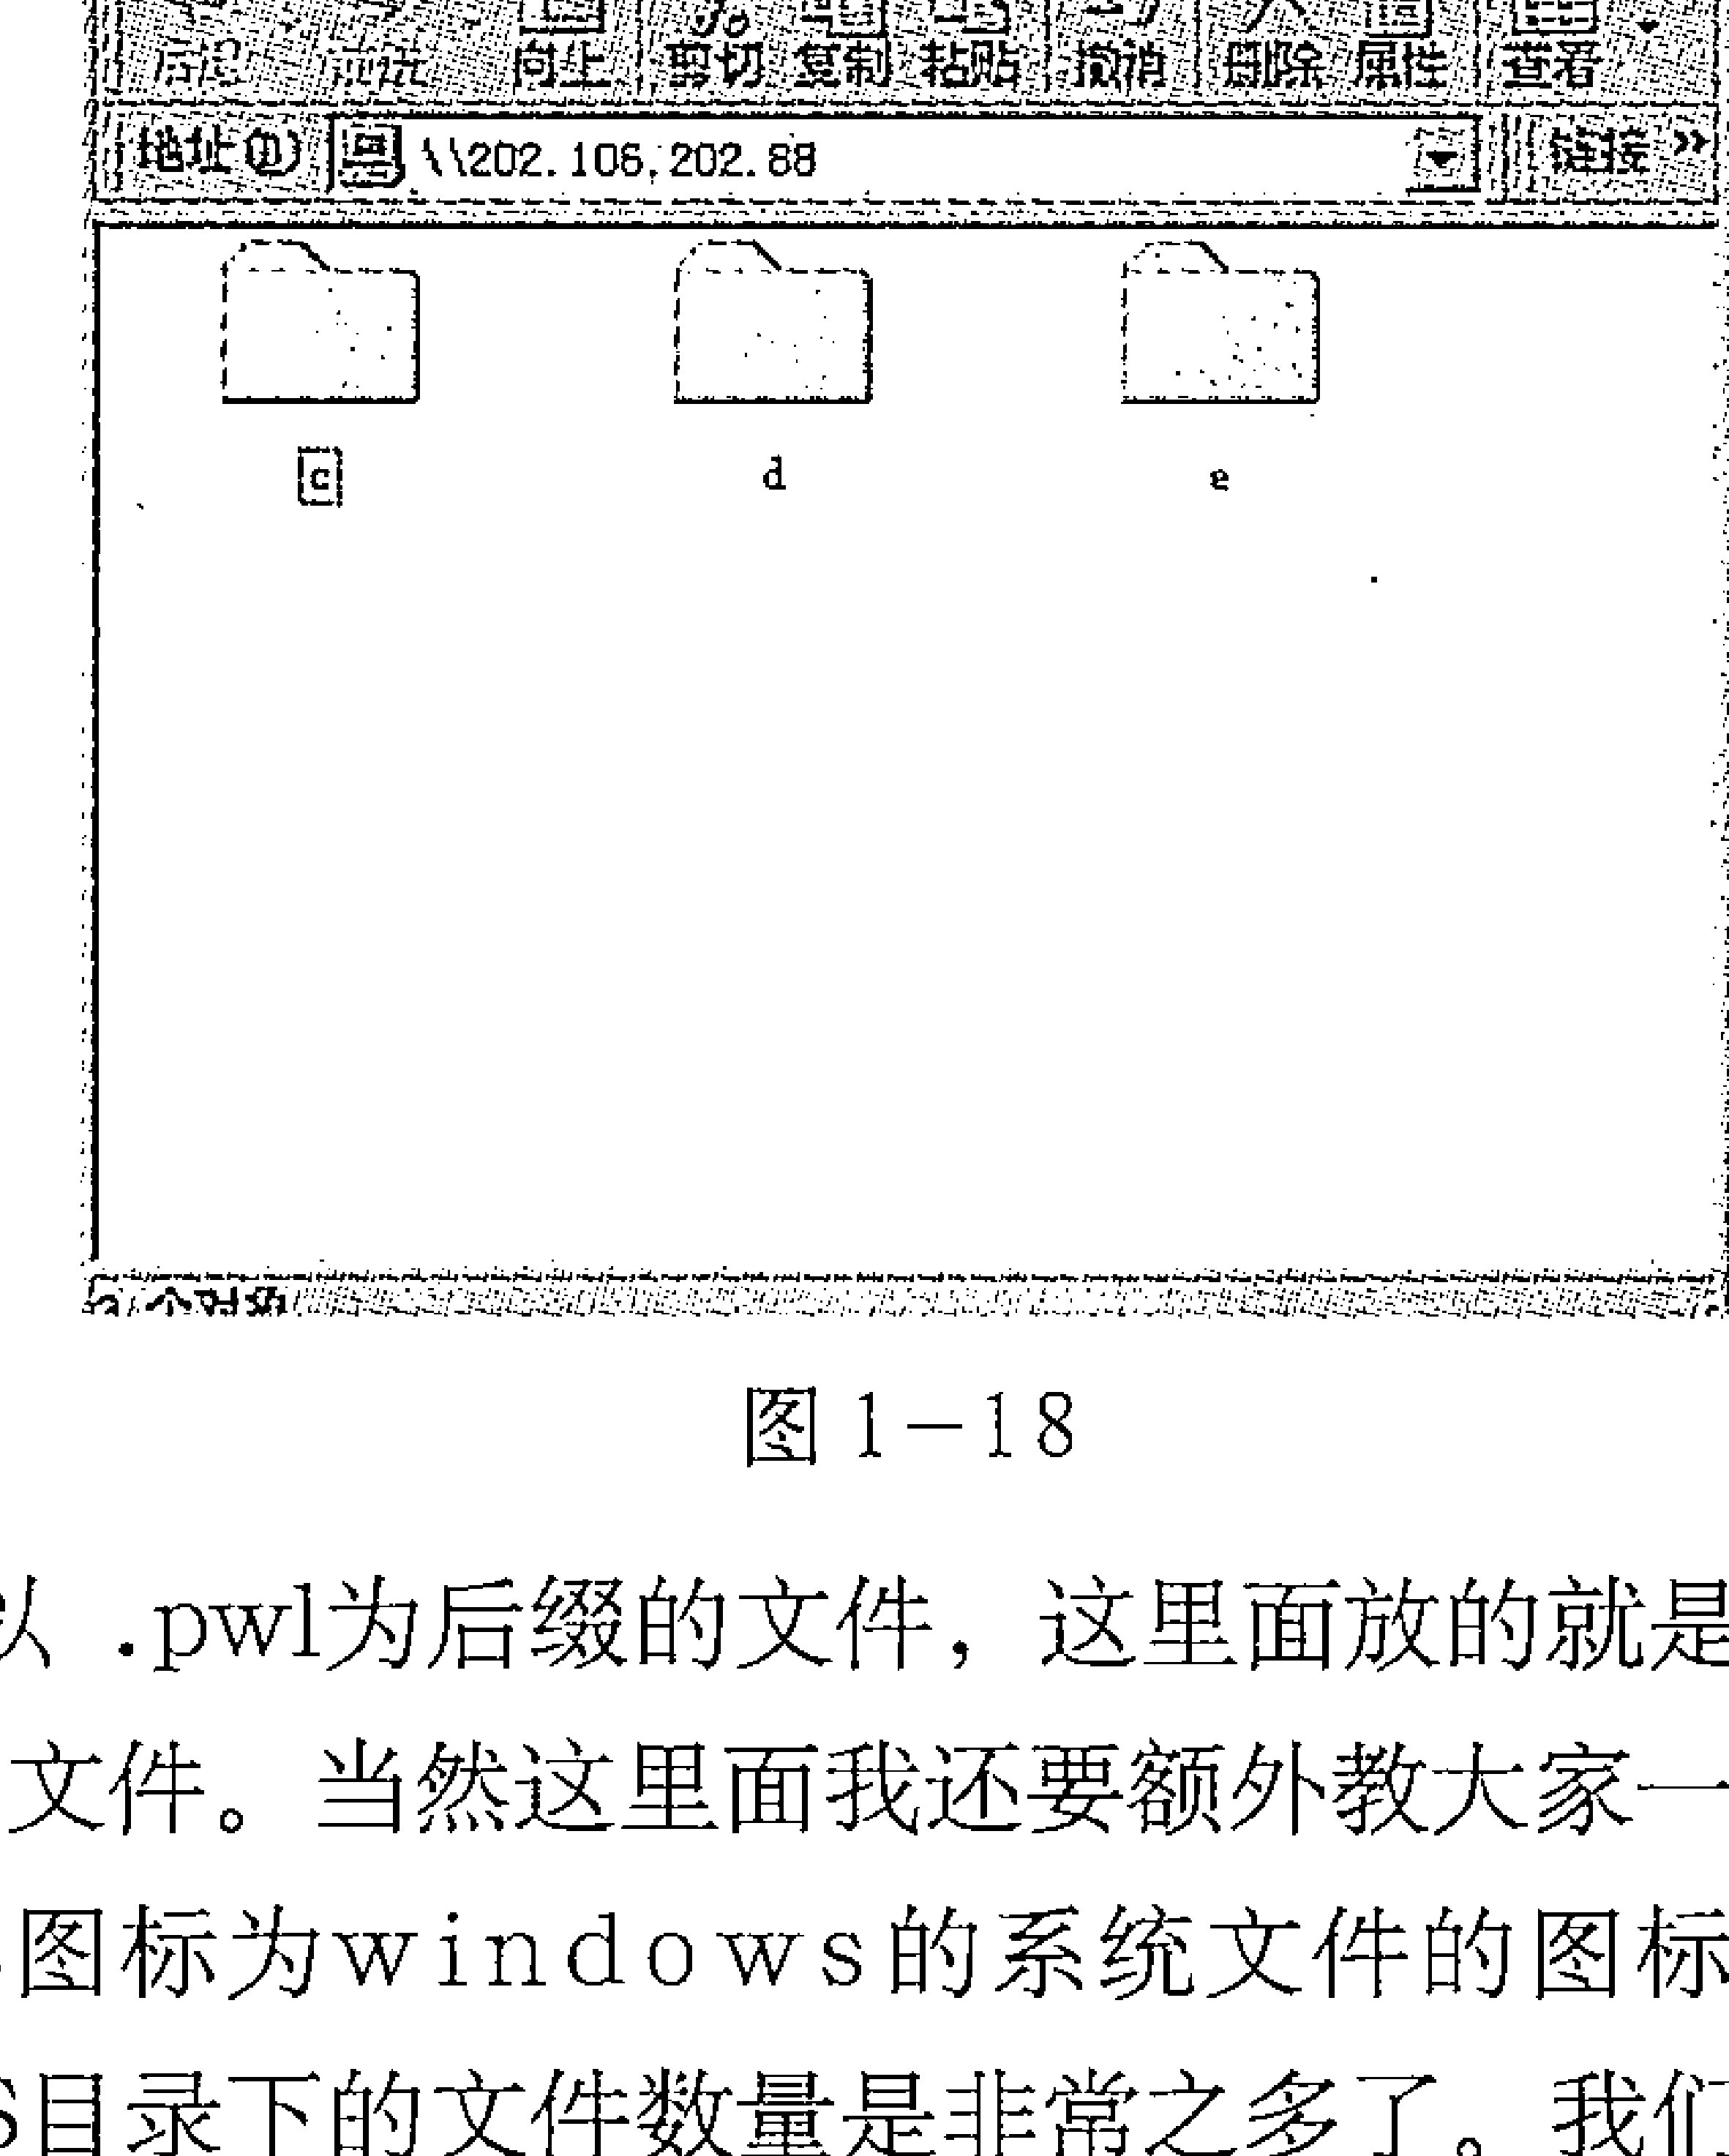 后退 前进 向上 剪切 复制 粘贴 撤消 删除 属性 查看
地址(D) \\202.106.202.88 链接 »
c d e
3 个对象
图 1-18
以 .pwl为后缀的文件，这里面放的就是
文件。当然这里面我还要额外教大家一
图标为windows的系统文件的图标
S目录下的文件数量是非常之多了。我们